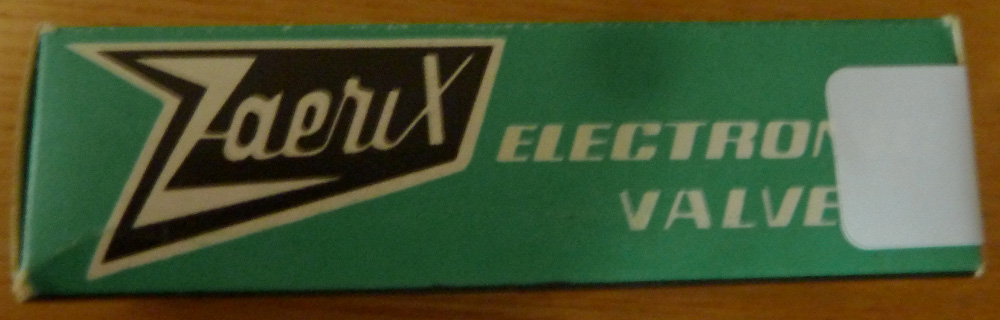 Zaerix
ELECTRON
VALVE